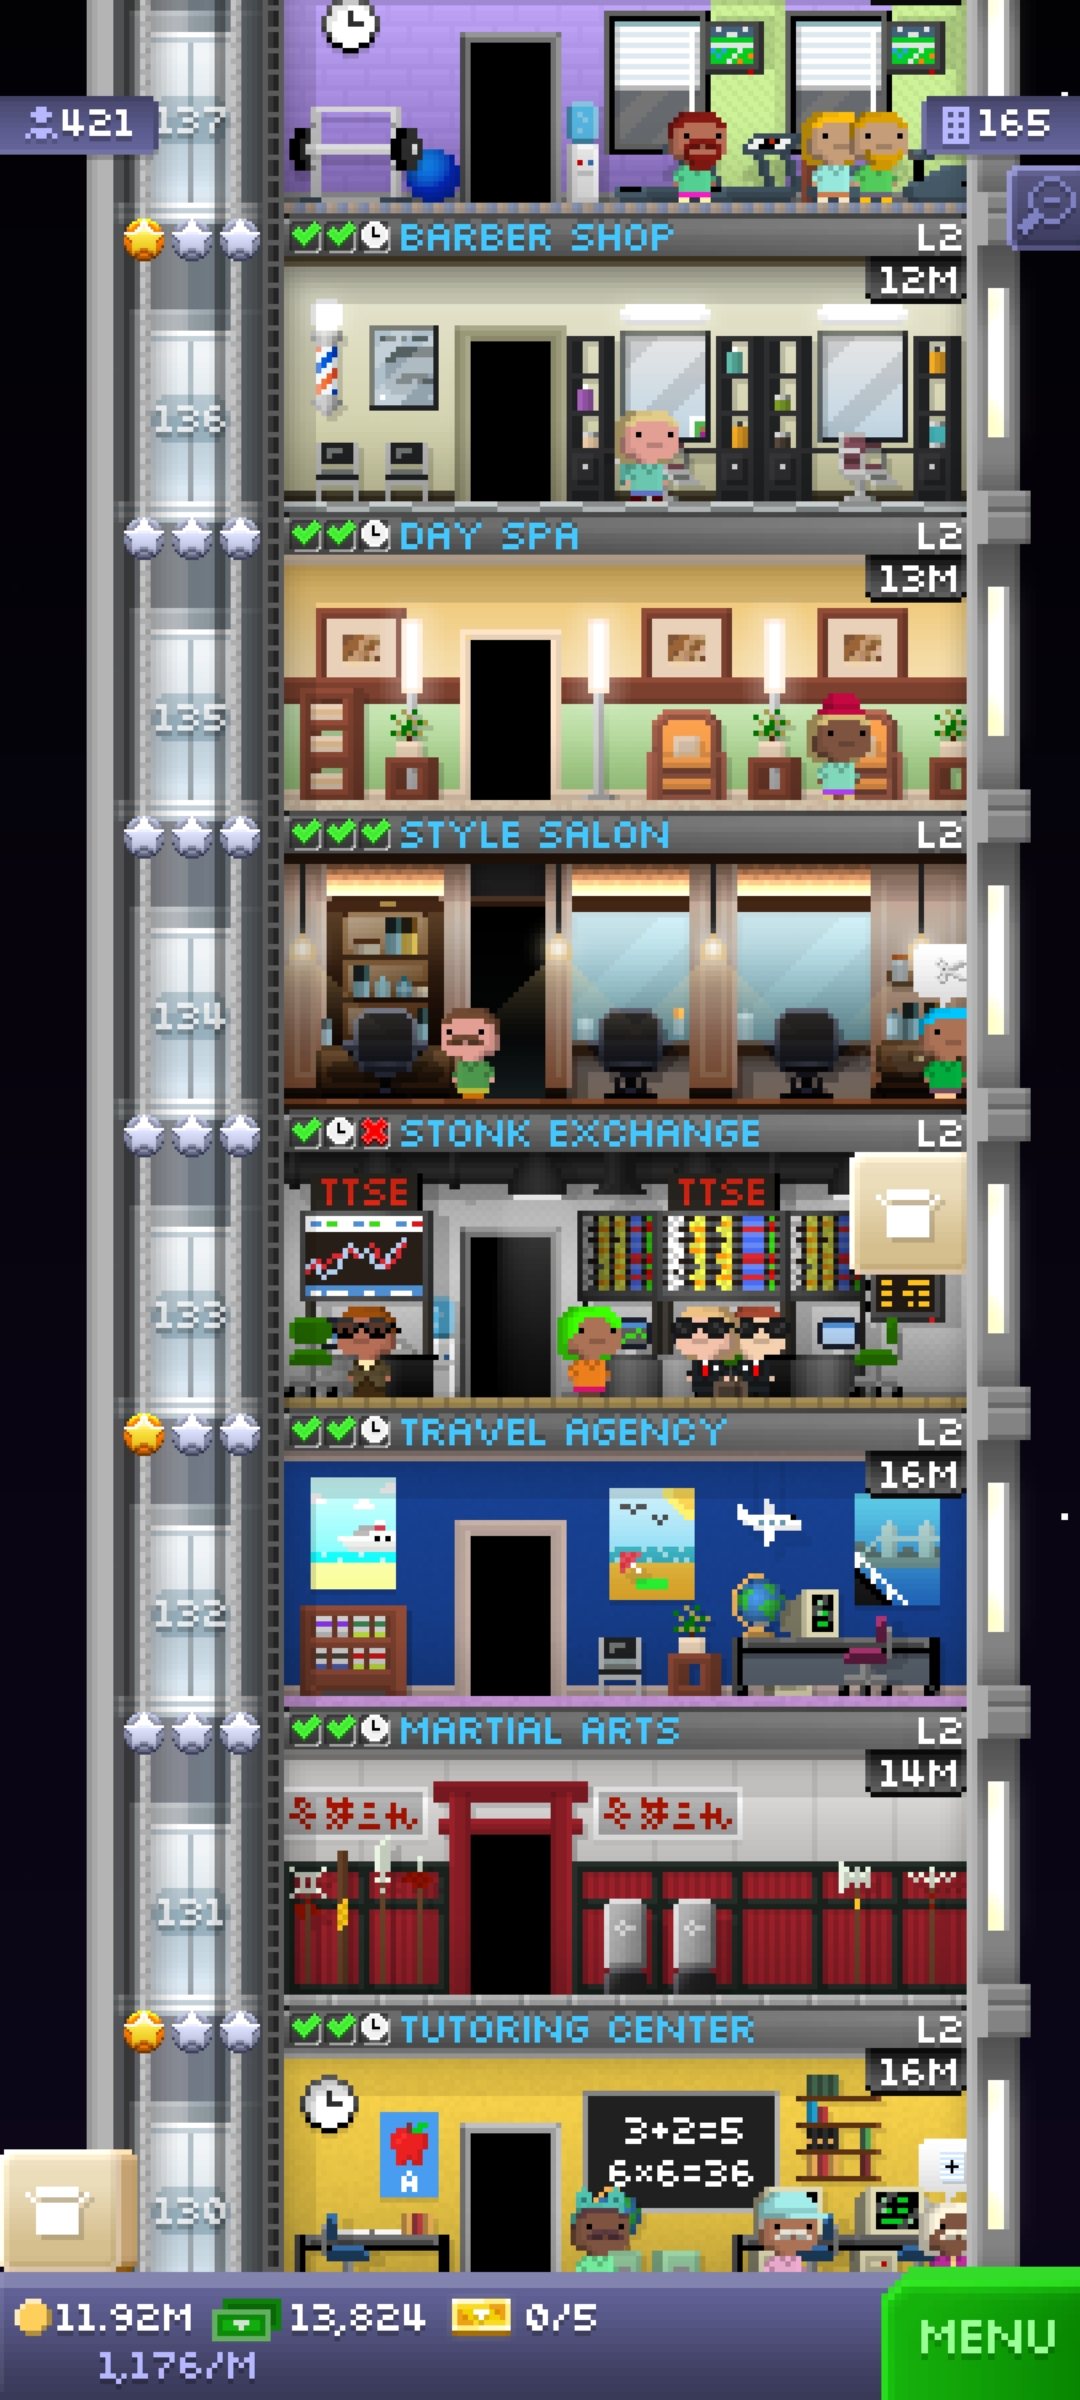 421
137
165
BARBER SHOP
L2
12M
136
DAY SPA
L2
13M
135
STYLE SALON
L2
134
STONK EXCHANGE
L2
TTSE
TTSE
133
TRAVEL AGENCY
L2
16M
132
MARTIAL ARTS
L2
14M
131
TUTORING CENTER
L2
16M
3+2=5
6×6=36
A
+
130
11.92M
13,824
0/5
1,176/M
MENU